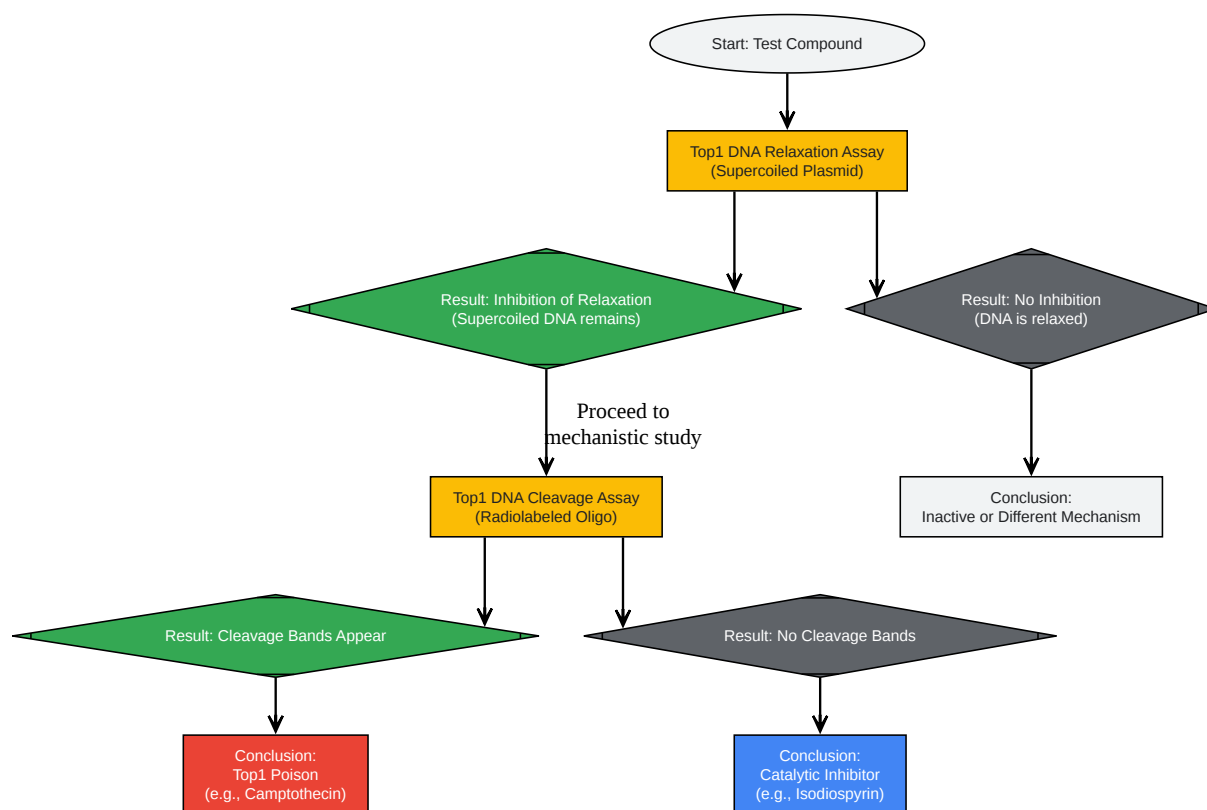 Start: Test Compound
Top1 DNA Relaxation Assay
(Supercoiled Plasmid)
Result: Inhibition of Relaxation
(Supercoiled DNA remains)
Result: No Inhibition
(DNA is relaxed)
Proceed to
mechanistic study
Top1 DNA Cleavage Assay
(Radiolabeled Oligo)
Conclusion:
Inactive or Different Mechanism
Result: Cleavage Bands Appear
Result: No Cleavage Bands
Conclusion:
Top1 Poison
(e.g., Camptothecin)
Conclusion:
Catalytic Inhibitor
(e.g., Isodiospyrin)